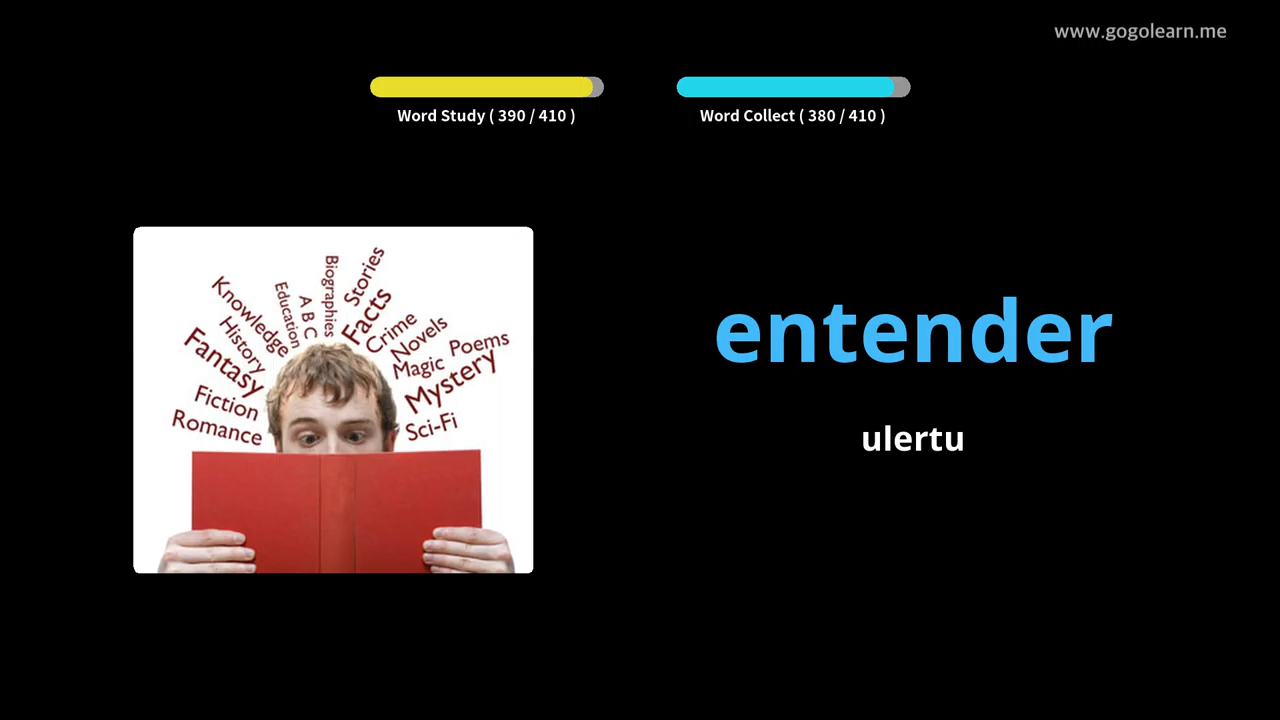 www.gogolearn.me
Word Study ( 390 / 410 )
Word Collect ( 380 / 410 )
Biographies
Stories
Knowledge
Education
A B C
Facts
History
Crime
Novels
Fantasy
Magic
Poems
Mystery
Fiction
Romance
Sci-Fi
entender
ulertu